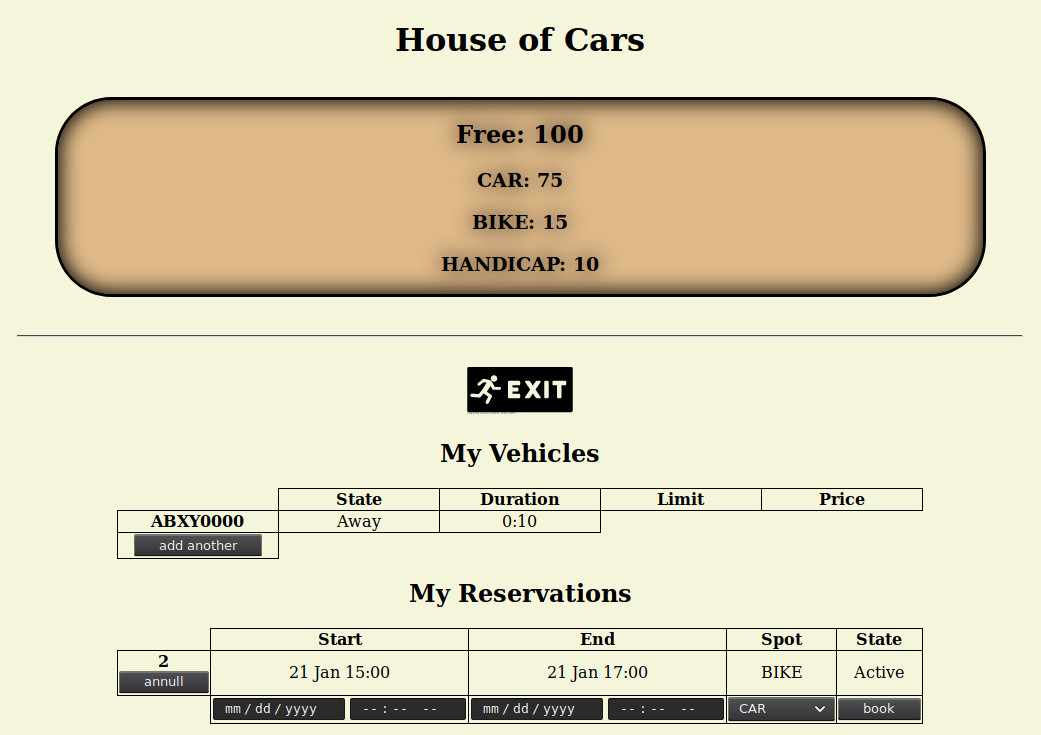 House of Cars
Free: 100
CAR: 75
BIKE: 15
HANDICAP: 10
EXIT
My Vehicles
State Duration Limit Price
ABXY0000 Away 0:10
add another
My Reservations
Start End Spot State
2
annull 21 Jan 15:00 21 Jan 17:00 BIKE Active
mm/dd/yyyy --:-- -- mm/dd/yyyy --:-- -- CAR book